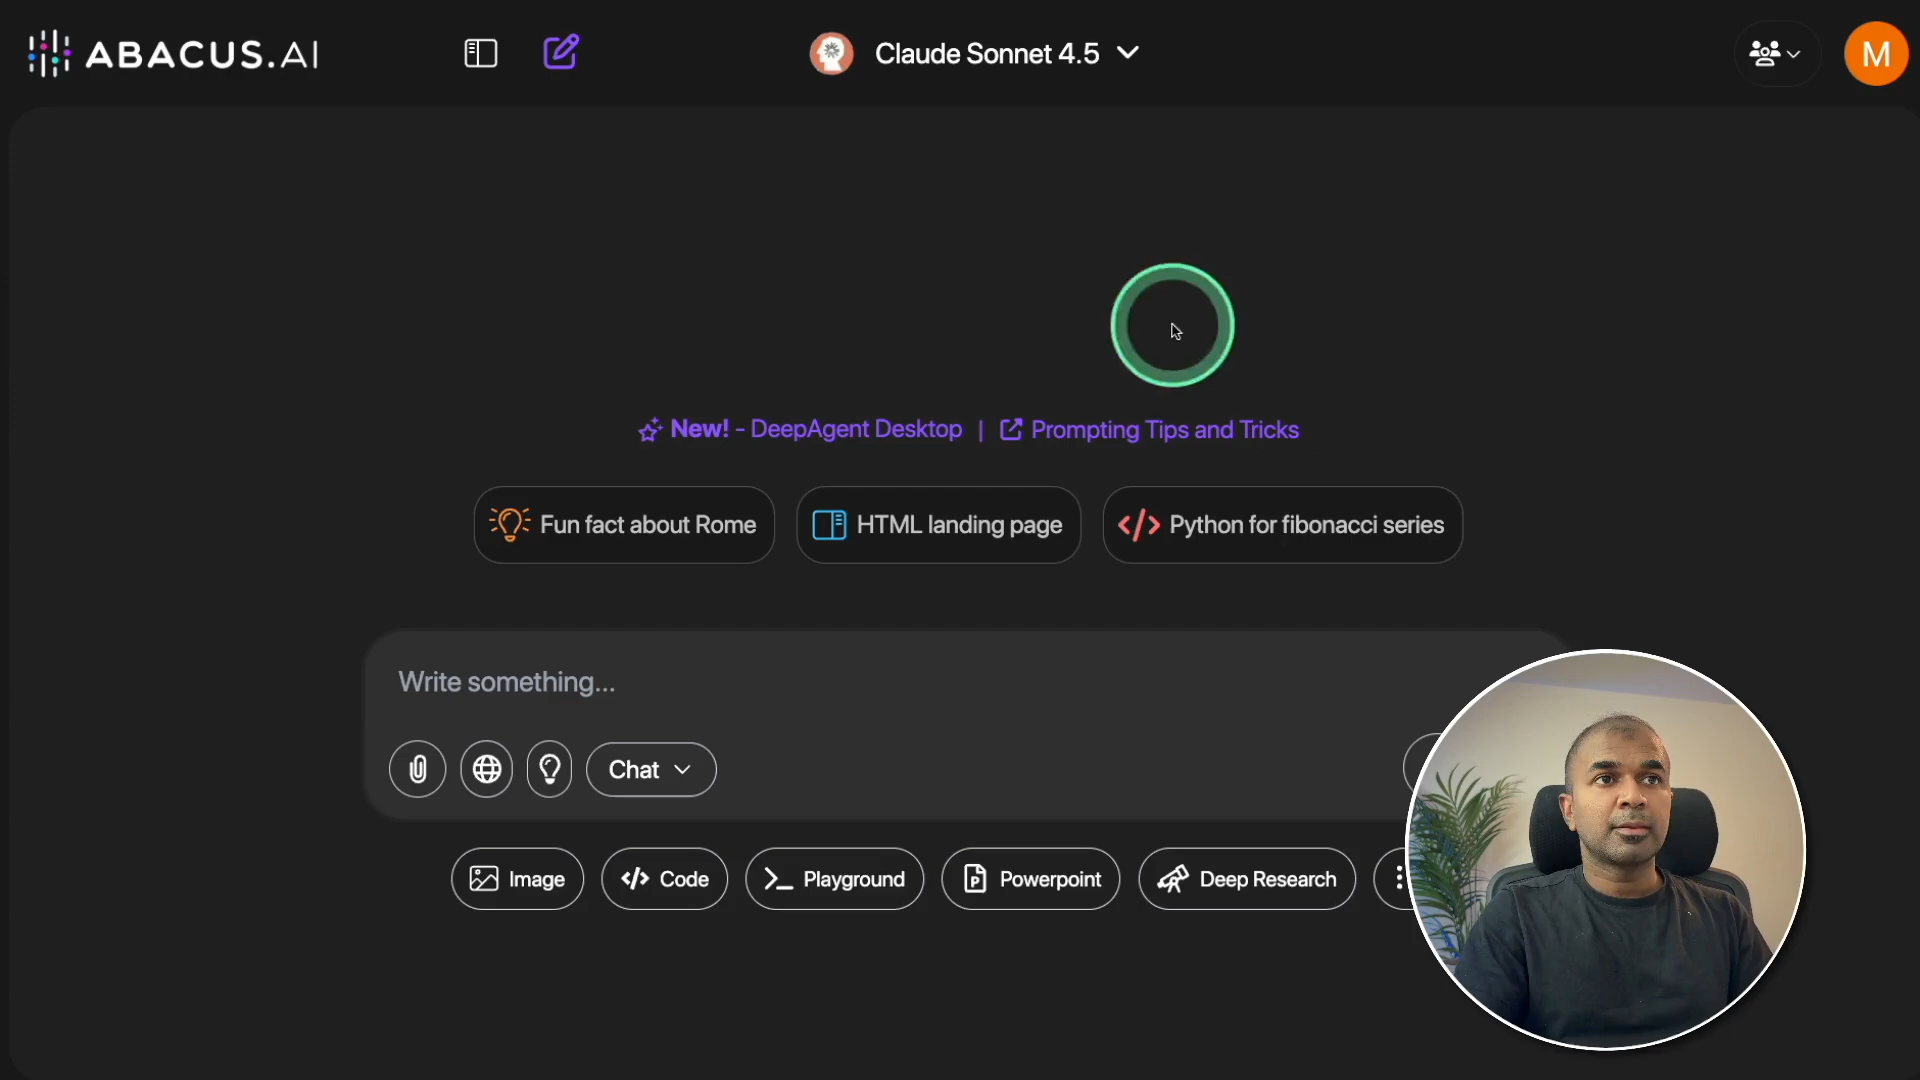 ABACUS.AI
Claude Sonnet 4.5
M
New! - DeepAgent Desktop | Prompting Tips and Tricks
Fun fact about Rome
HTML landing page
Python for fibonacci series
Write something...
Chat
Image
Code
Playground
Powerpoint
Deep Research